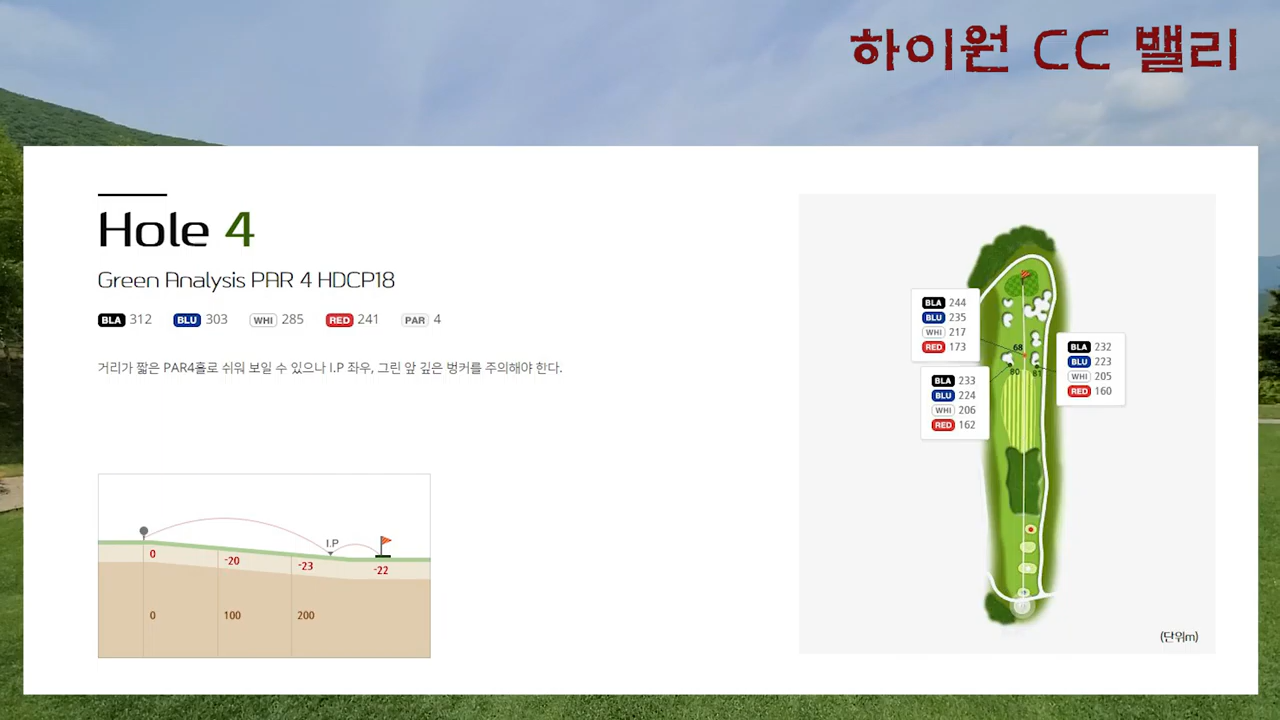 하이원 CC 밸리
Hole 4
Green Analysis PAR 4 HDCP18
BLA 312 BLU 303 WHI 285 RED 241 PAR 4
거리가 짧은 PAR4홀로 쉬워 보일 수 있으나 I.P 좌우, 그린 앞 깊은 벙커를 주의해야 한다.
I.P
0 -20 -23 -22
0 100 200
BLA 244
BLU 235
WHI 217
RED 173
BLA 232
BLU 223
WHI 205
RED 160
BLA 233
BLU 224
WHI 206
RED 162
68
80 81
(단위m)